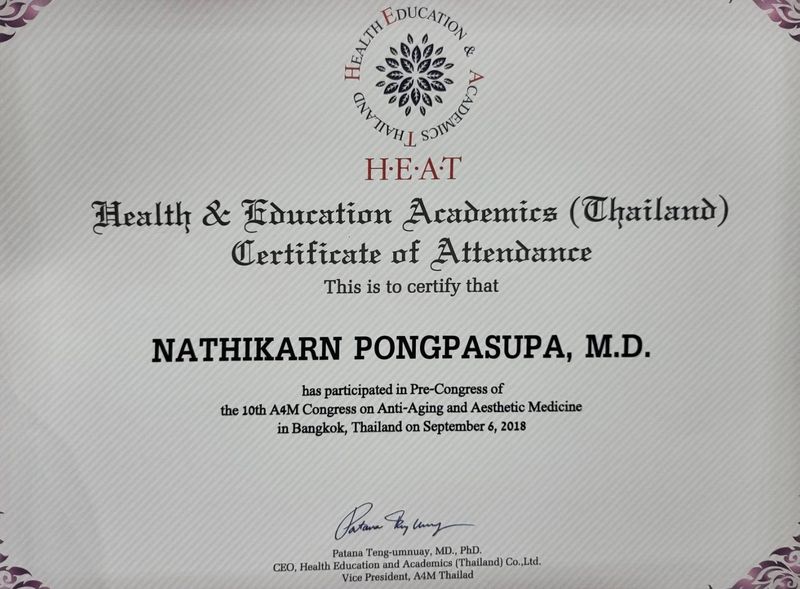 HEALTH EDUCATION & ACADEMICS THAILAND
H·E·A·T
Health & Education Academics (Thailand)
Certificate of Attendance
This is to certify that
NATHIKARN PONGPASUPA, M.D.
has participated in Pre-Congress of
the 10th A4M Congress on Anti-Aging and Aesthetic Medicine
in Bangkok, Thailand on September 6, 2018
Patana Teng-umnuay, MD., PhD.
CEO, Health Education and Academics (Thailand) Co.,Ltd.
Vice President, A4M Thailad